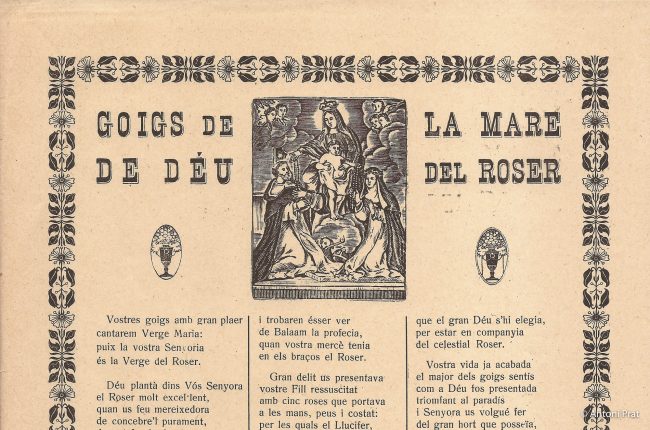 GOIGS DE LA MARE
DE DÉU DEL ROSER
Vostres goigs amb gran plaer
cantarem Verge Maria:
puix la vostra Senyoria
és la Verge del Roser.
Déu plantà dins Vós Senyora
el Roser molt excel·lent,
quan us feu mereixedora
de concebre'l purament,
i trobaren ésser ver
de Balaam la profecia,
quan vostra mercè tenia
en els braços el Roser.
Gran delit us presentava
vostre Fill ressuscitat
amb cinc roses que portava
a les mans, peus i costat:
per les quals el Llucifer,
que el gran Déu s'hi elegia,
per estar en companyia
del celestial Roser.
Vostra vida ja acabada
el major dels goigs sentís
com a Déu fos presentada
triomfant al paradís
i Senyora us volgué fer
del gran hort que posseïa,
© Antoni Prat